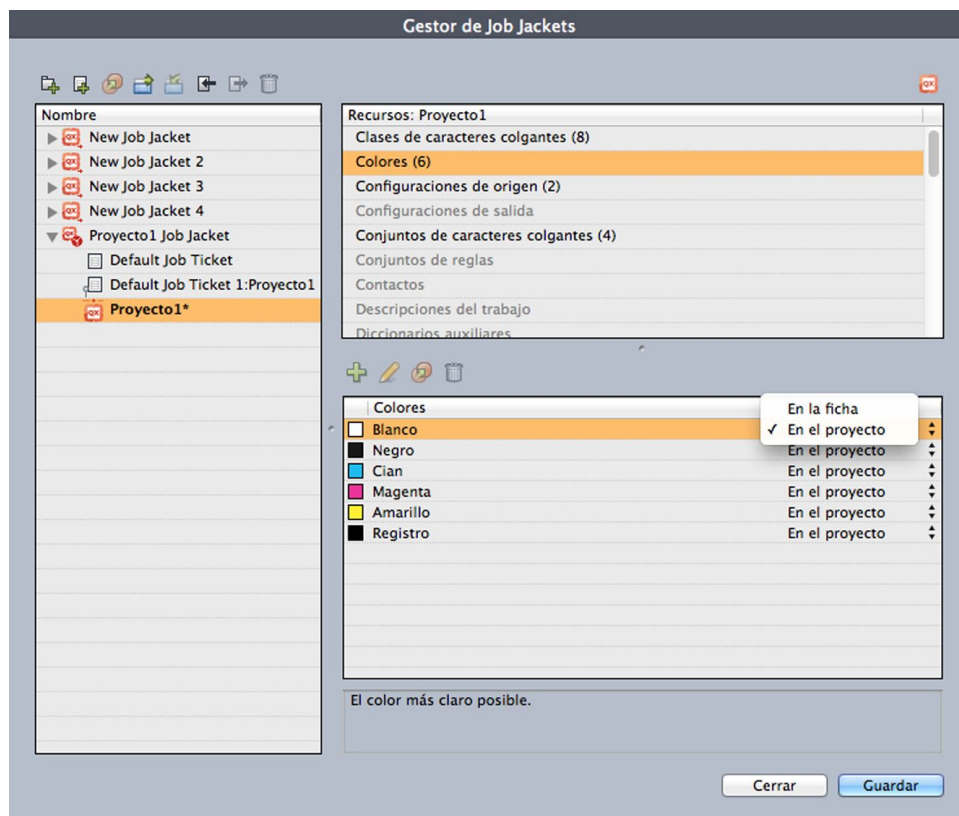 Gestor de Job Jackets
Nombre
New Job Jacket
New Job Jacket 2
New Job Jacket 3
New Job Jacket 4
Proyecto1 Job Jacket
Default Job Ticket
Default Job Ticket 1:Proyecto1
Proyecto1*
Recursos: Proyecto1
Clases de caracteres colgantes (8)
Colores (6)
Configuraciones de origen (2)
Configuraciones de salida
Conjuntos de caracteres colgantes (4)
Conjuntos de reglas
Contactos
Descripciones del trabajo
Diccionarios auxiliares
Colores
En la ficha
Blanco ✓ En el proyecto
Negro En el proyecto
Cian En el proyecto
Magenta En el proyecto
Amarillo En el proyecto
Registro En el proyecto
El color más claro posible.
Cerrar Guardar